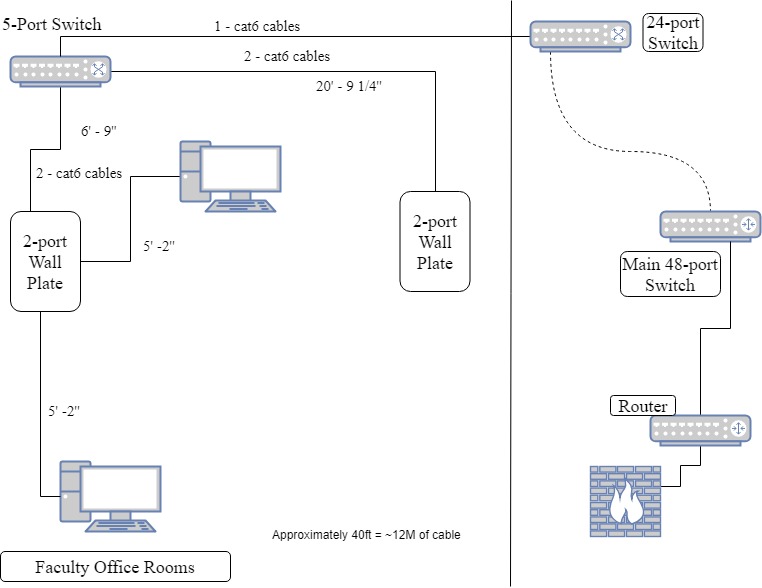 5-Port Switch
1 - cat6 cables
24-port
Switch
2 - cat6 cables
20' - 9 1/4"
6' - 9"
2 - cat6 cables
2-port
Wall
Plate
5' -2"
2-port
Wall
Plate
Main 48-port
Switch
5' -2"
Router
Approximately 40ft = ~12M of cable
Faculty Office Rooms